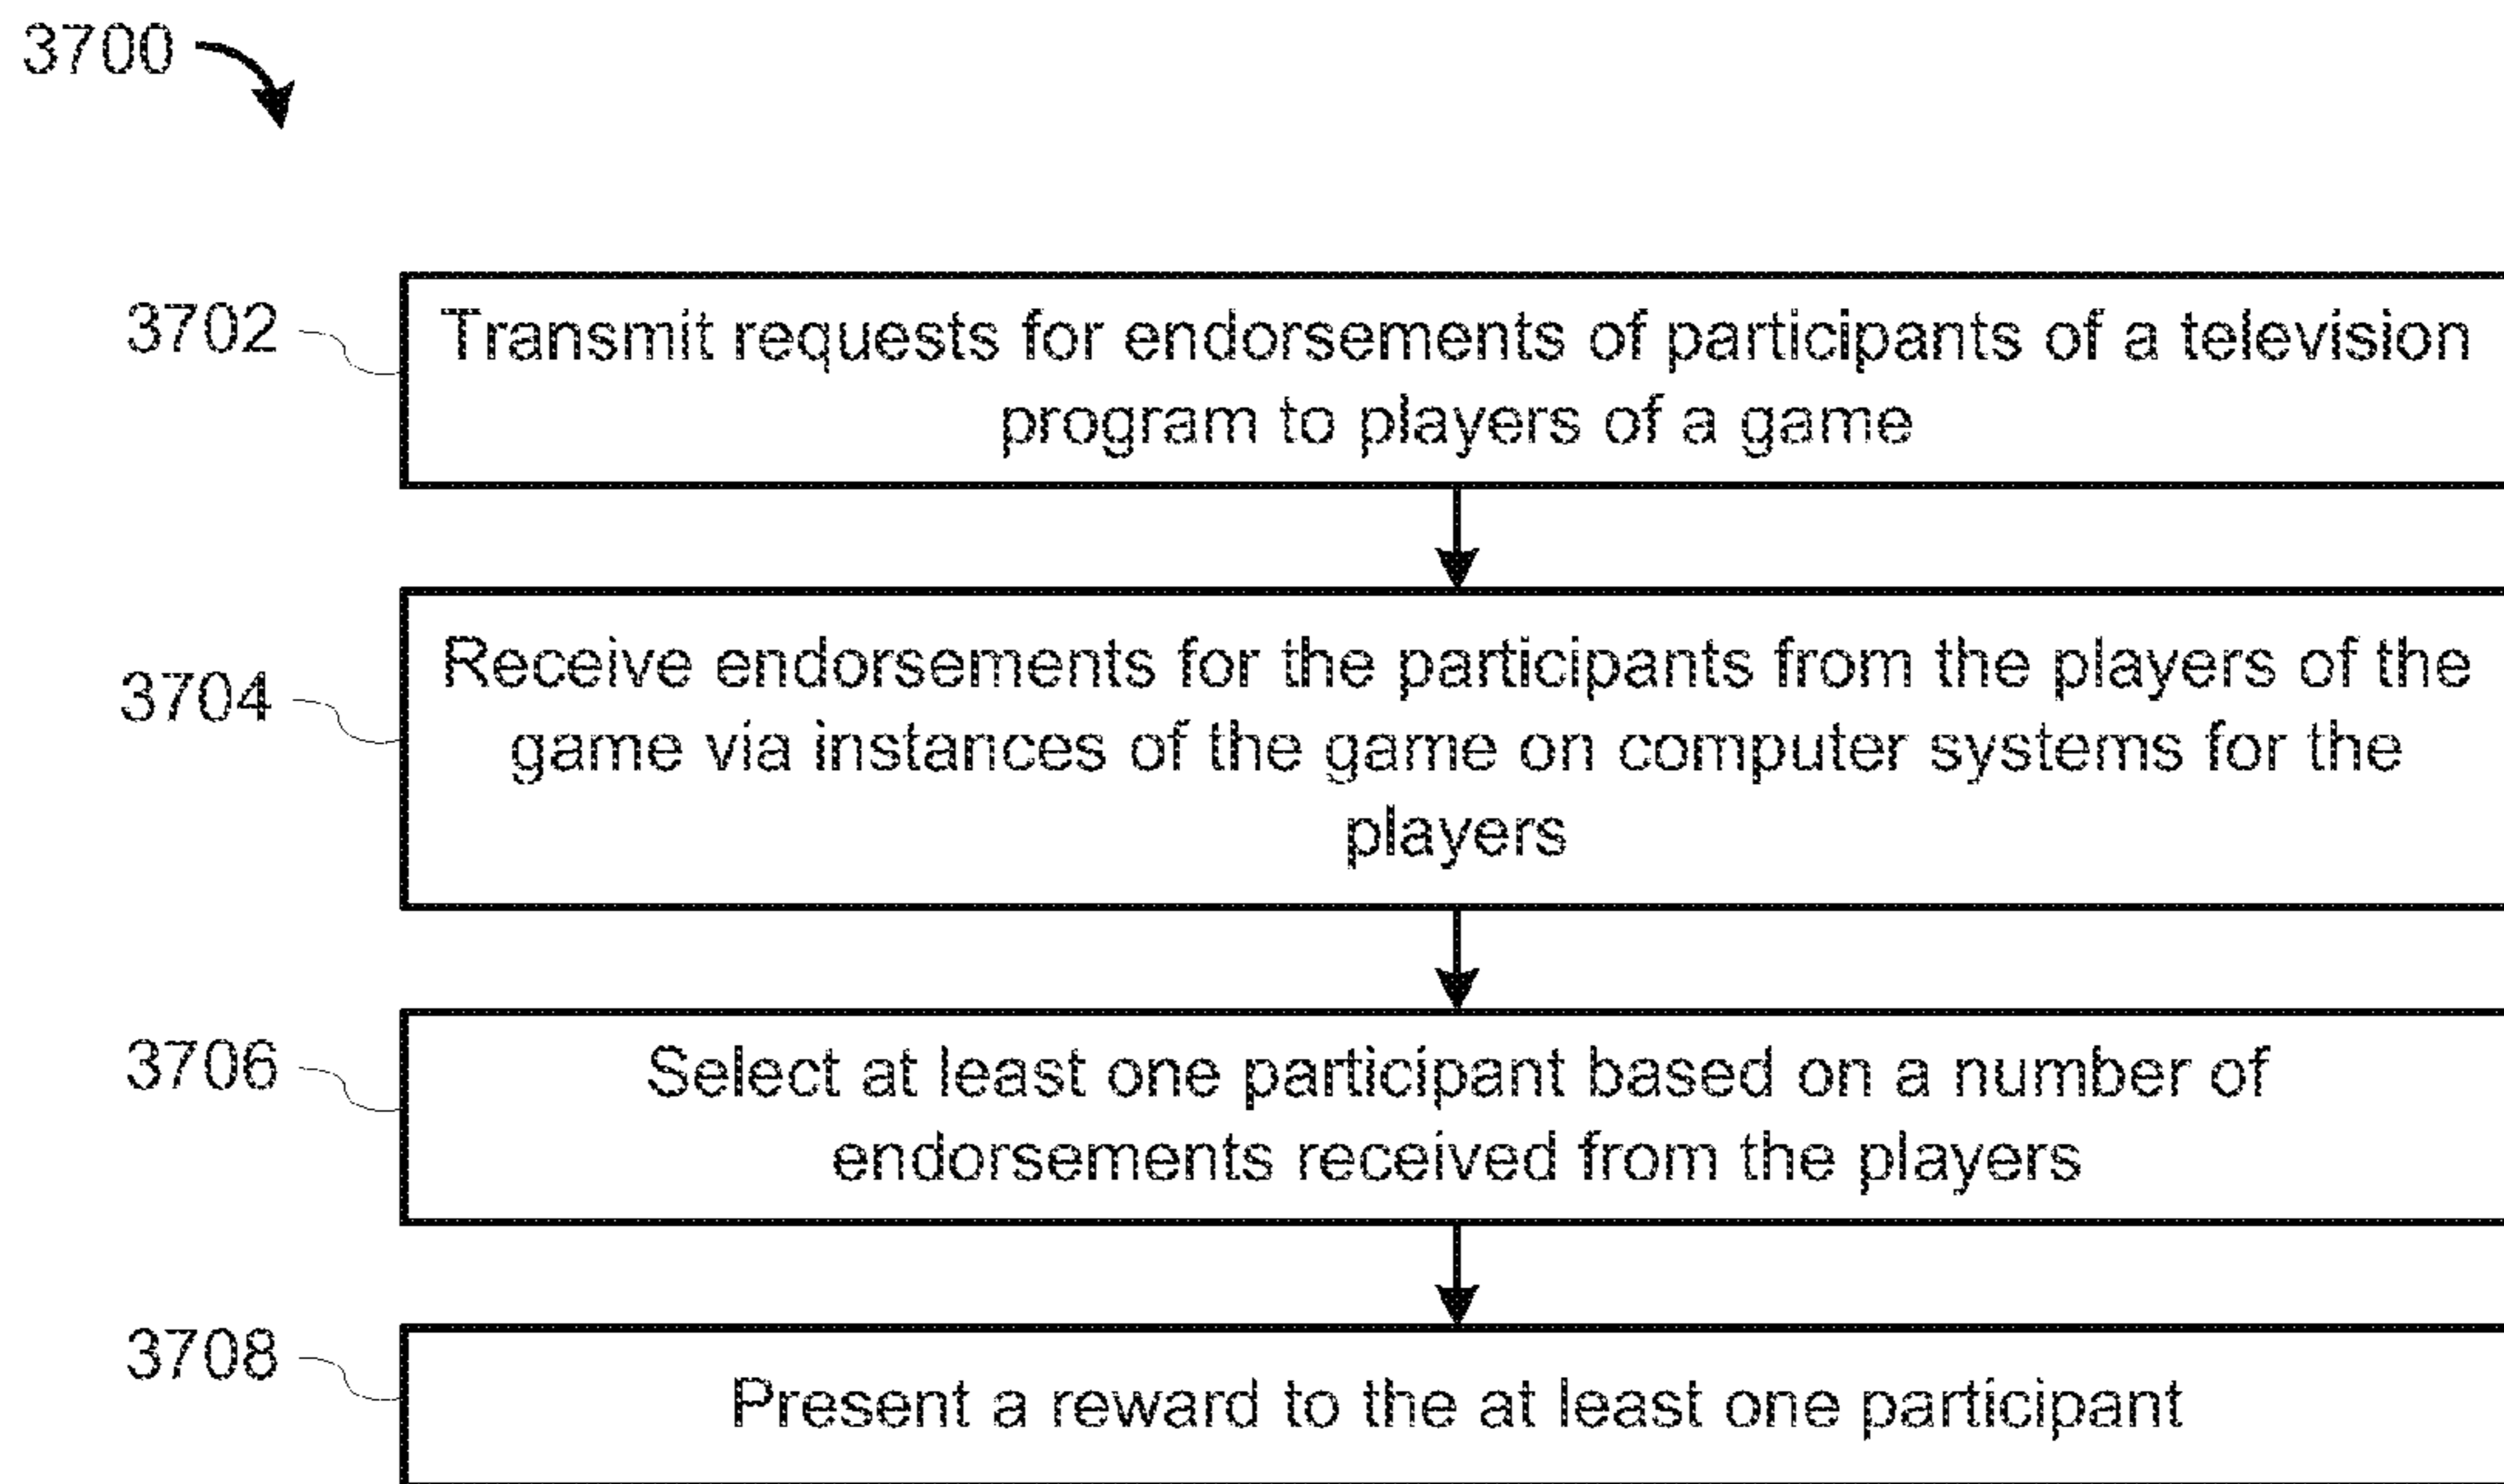 3700
3702
Transmit requests for endorsements of participants of a television
program to players of a game
3704
Receive endorsements for the participants from the players of the
game via instances of the game on computer systems for the
players
3706
Select at least one participant based on a number of
endorsements received from the players
3708
Present a reward to the at least one participant